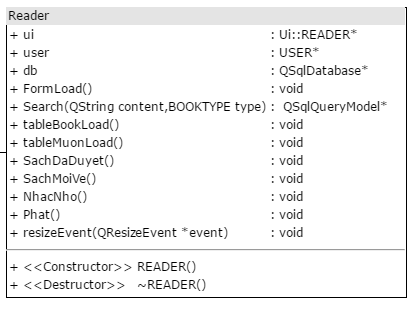 Reader
+ ui : Ui::READER*
+ user : USER*
+ db : QSqlDatabase*
+ FormLoad() : void
+ Search(QString content,BOOKTYPE type) : QSqlQueryModel*
+ tableBookLoad() : void
+ tableMuonLoad() : void
+ SachDaDuyet() : void
+ SachMoiVe() : void
+ NhacNho() : void
+ Phat() : void
+ resizeEvent(QResizeEvent *event) : void
+ <<Constructor>> READER()
+ <<Destructor>> ~READER()